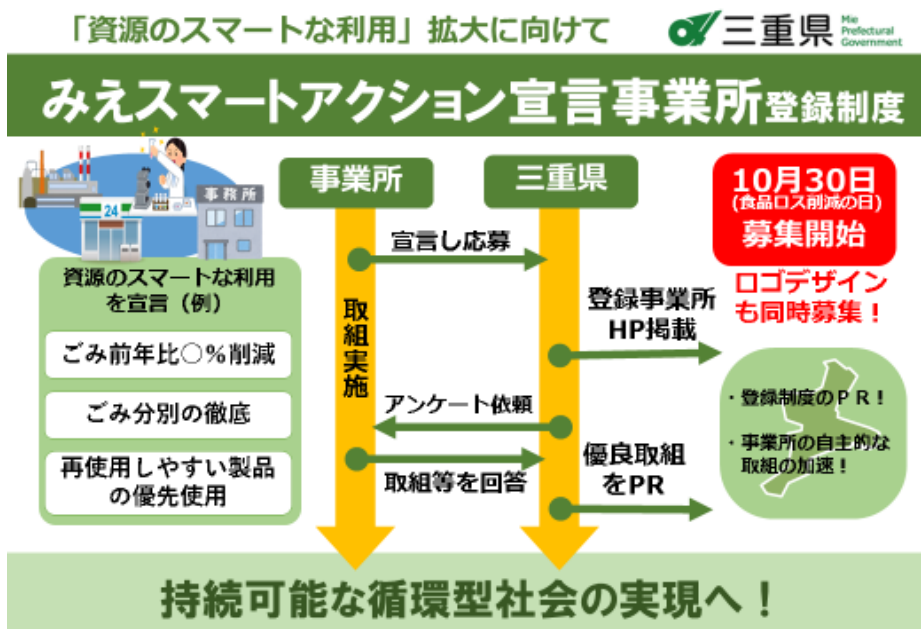 「資源のスマートな利用」拡大に向けて
三重県
Mie
Prefectural
Government
みえスマートアクション宣言事業所登録制度
事務所
24
資源のスマートな利用
を宣言（例）
ごみ前年比〇％削減
ごみ分別の徹底
再使用しやすい製品
の優先使用
事業所
三重県
宣言し応募
取組実施
登録事業所
HP掲載
アンケート依頼
取組等を回答
優良取組
をPR
10月30日
(食品ロス削減の日)
募集開始
ロゴデザイン
も同時募集！
・登録制度のＰＲ！
・事業所の自主的な
取組の加速！
持続可能な循環型社会の実現へ！